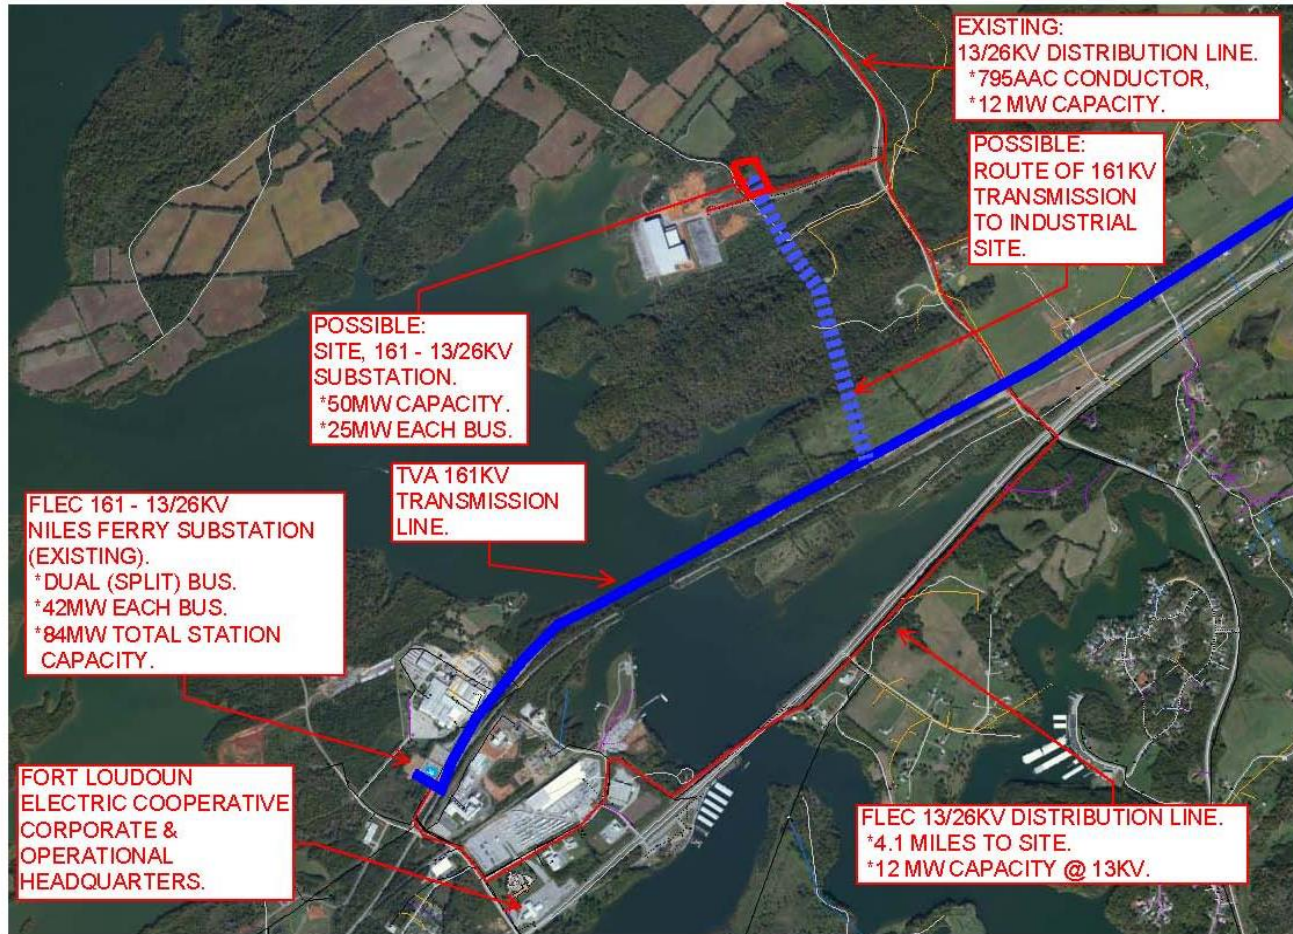 EXISTING:
13/26KV DISTRIBUTION LINE.
*795AAC CONDUCTOR,
*12 MW CAPACITY.
POSSIBLE:
ROUTE OF 161KV
TRANSMISSION
TO INDUSTRIAL
SITE.
POSSIBLE:
SITE, 161 - 13/26KV
SUBSTATION.
*50MW CAPACITY.
*25MW EACH BUS.
TVA 161KV
TRANSMISSION
LINE.
FLEC 161 - 13/26KV
NILES FERRY SUBSTATION
(EXISTING).
*DUAL (SPLIT) BUS.
*42MW EACH BUS.
*84MW TOTAL STATION
CAPACITY.
FORT LOUDOUN
ELECTRIC COOPERATIVE
CORPORATE &
OPERATIONAL
HEADQUARTERS.
FLEC 13/26KV DISTRIBUTION LINE.
*4.1 MILES TO SITE.
*12 MW CAPACITY @ 13KV.